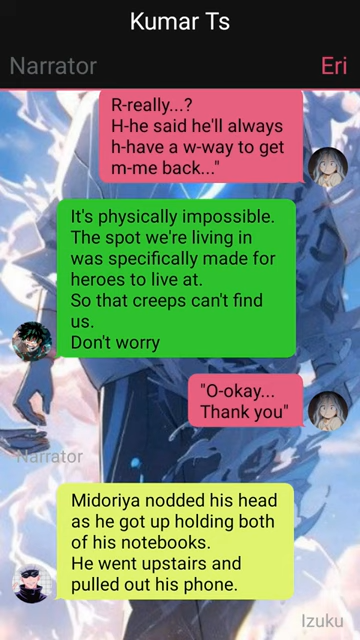 Kumar Ts
Narrator
Eri
R-really...?
H-he said he'll always
h-have a w-way to get
m-me back..."
It's physically impossible.
The spot we're living in
was specifically made for
heroes to live at.
So that creeps can't find
us.
Don't worry
"O-okay...
Thank you"
Narrator
Midoriya nodded his head
as he got up holding both
of his notebooks.
He went upstairs and
pulled out his phone.
Izuku